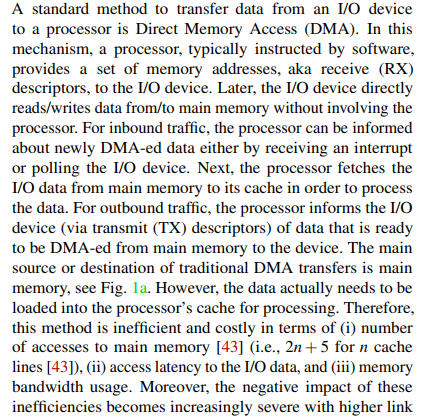 A standard method to transfer data from an I/O device
to a processor is Direct Memory Access (DMA). In this
mechanism, a processor, typically instructed by software,
provides a set of memory addresses, aka receive (RX)
descriptors, to the I/O device. Later, the I/O device directly
reads/writes data from/to main memory without involving the
processor. For inbound traffic, the processor can be informed
about newly DMA-ed data either by receiving an interrupt
or polling the I/O device. Next, the processor fetches the
I/O data from main memory to its cache in order to process
the data. For outbound traffic, the processor informs the I/O
device (via transmit (TX) descriptors) of data that is ready
to be DMA-ed from main memory to the device. The main
source or destination of traditional DMA transfers is main
memory, see Fig. 1a. However, the data actually needs to be
loaded into the processor's cache for processing. Therefore,
this method is inefficient and costly in terms of (i) number
of accesses to main memory [43] (i.e., 2n + 5 for n cache
lines [43]), (ii) access latency to the I/O data, and (iii) memory
bandwidth usage. Moreover, the negative impact of these
inefficiencies becomes increasingly severe with higher link